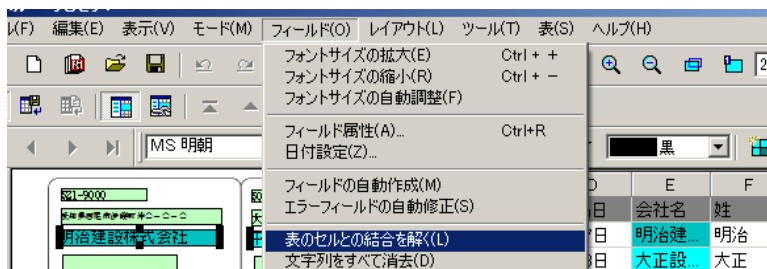 ﾙ(F) 編集(E) 表示(V) モード(M) フィールド(O) レイアウト(L) ツール(T) 表(S) ヘルプ(H)
フォントサイズの拡大(E) Ctrl + +
フォントサイズの縮小(R) Ctrl + −
フォントサイズの自動調整(F)
フィールド属性(A)... Ctrl+R
日付設定(Z)...
MS 明朝
黒
フィールドの自動作成(M)
エラーフィールドの自動修正(S)
表のセルとの結合を解く(L)
文字列をすべて消去(D)
521-9000
明治建設株式会社
E F
日 会社名 姓
7日 明治建... 明治
8日 大正設... 大正